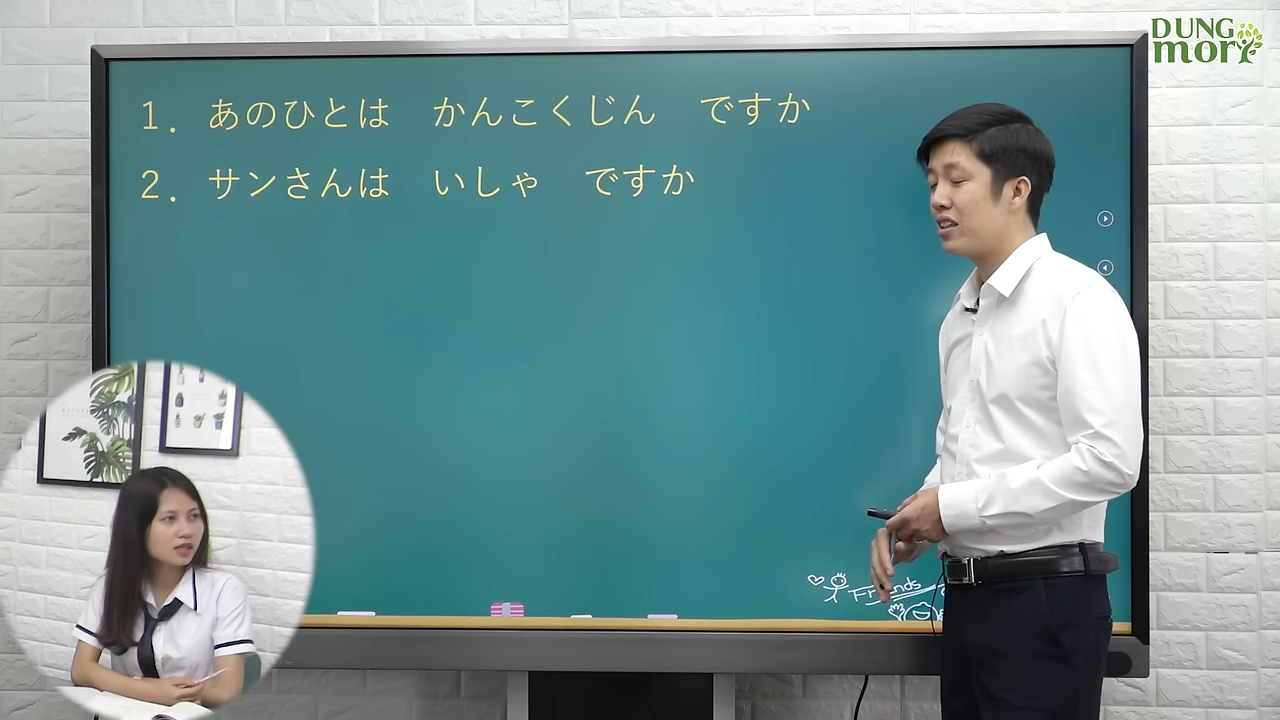 1. あのひとは　かんこくじん　ですか
2. サンさんは　いしゃ　ですか
DUNG
mori
Friends